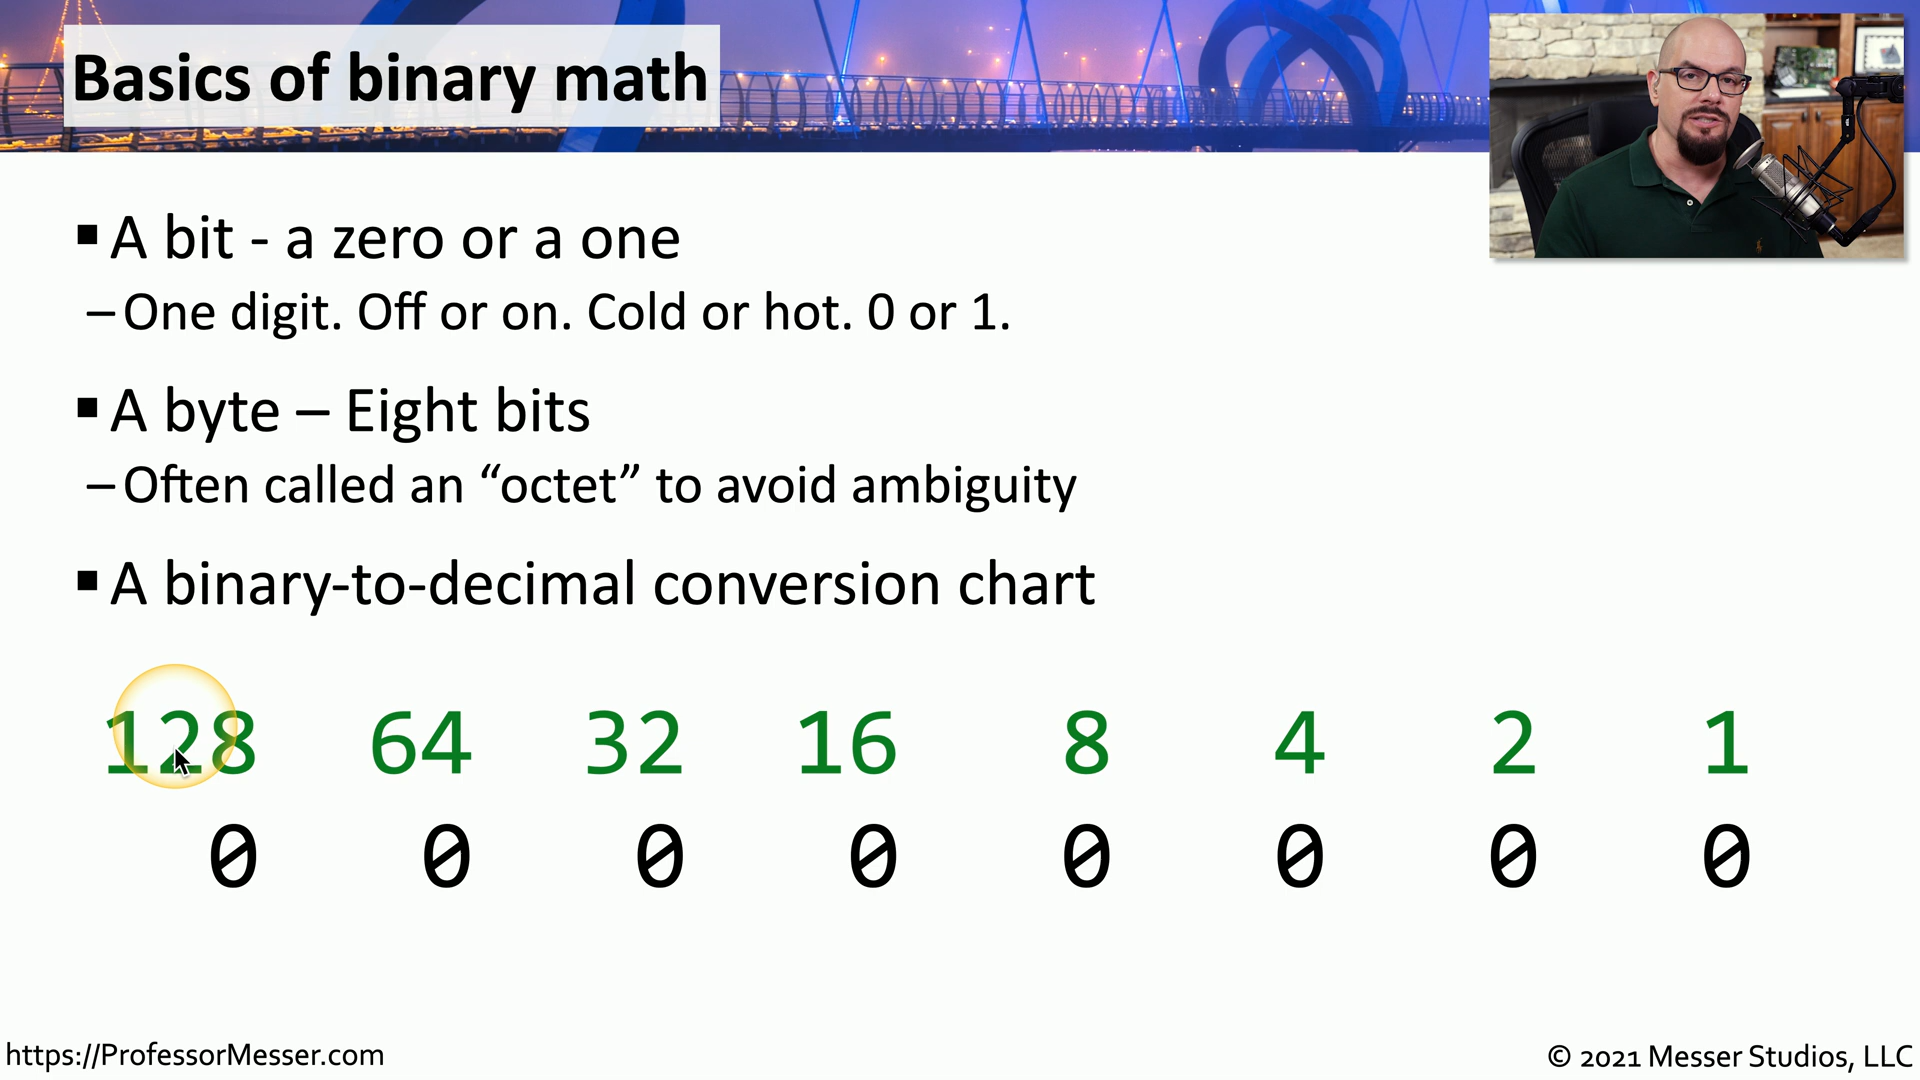 Basics of binary math
▪ A bit - a zero or a one
– One digit. Off or on. Cold or hot. 0 or 1.
▪ A byte – Eight bits
– Often called an “octet” to avoid ambiguity
▪ A binary-to-decimal conversion chart
128 64 32 16 8 4 2 1
0 0 0 0 0 0 0 0
https://ProfessorMesser.com
© 2021 Messer Studios, LLC